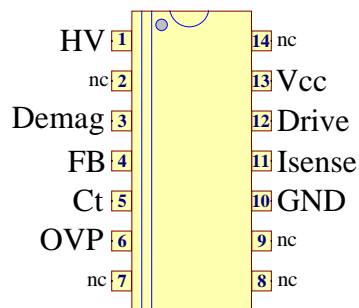 HV 1 14 nc
nc 2 13 Vcc
Demag 3 12 Drive
FB 4 11 Isense
Ct 5 10 GND
OVP 6 9 nc
nc 7 8 nc